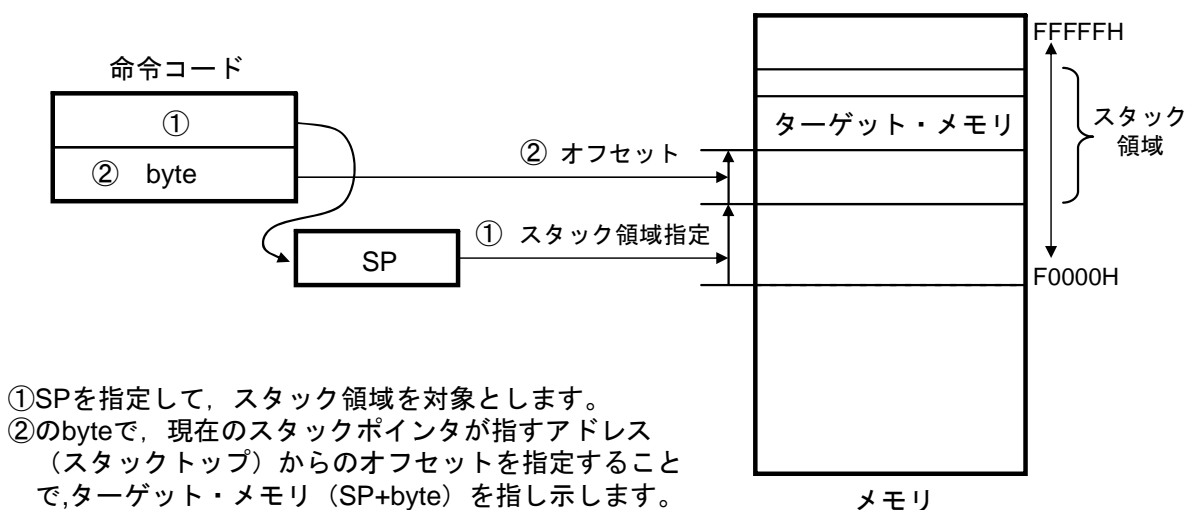 FFFFFH
命令コード
①
スタック
領域
ターゲット・メモリ
② オフセット
② byte
① スタック領域指定
SP
F0000H
①SPを指定して，スタック領域を対象とします。
②のbyteで，現在のスタックポインタが指すアドレス
（スタックトップ）からのオフセットを指定すること
で,ターゲット・メモリ（SP+byte）を指し示します。
メモリ